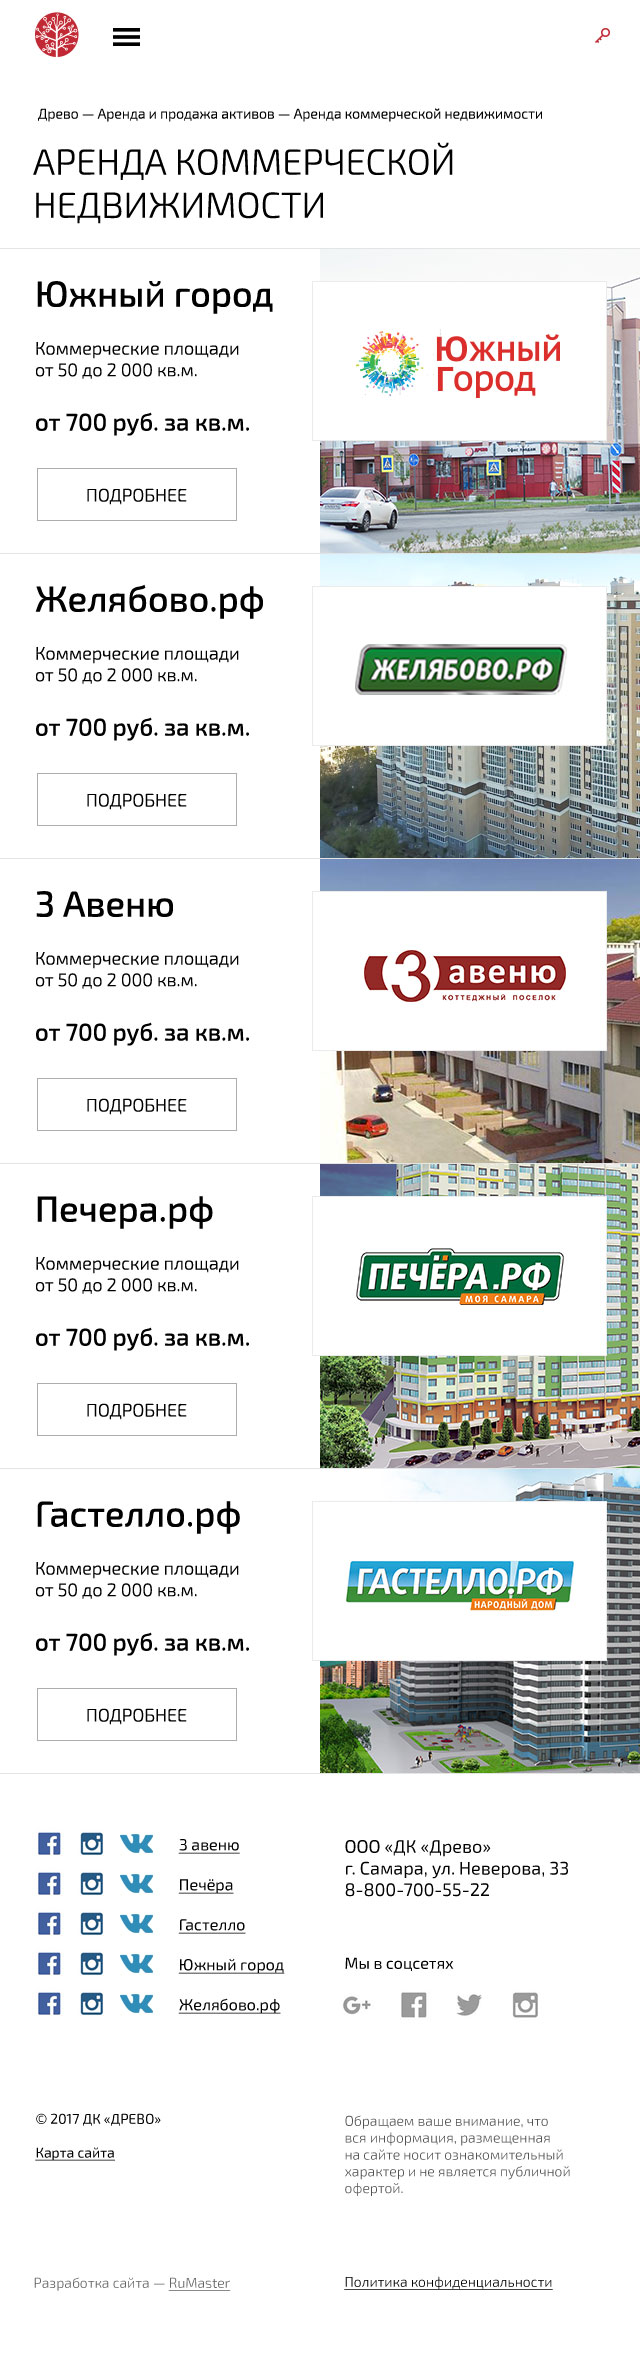 Древо — Аренда и продажа активов — Аренда коммерческой недвижимости
АРЕНДА КОММЕРЧЕСКОЙ
НЕДВИЖИМОСТИ
Южный город
Коммерческие площади
от 50 до 2 000 кв.м.
от 700 руб. за кв.м.
ПОДРОБНЕЕ
Южный
Город
Желябово.рф
Коммерческие площади
от 50 до 2 000 кв.м.
от 700 руб. за кв.м.
ПОДРОБНЕЕ
ЖЕЛЯБОВО.РФ
3 Авеню
Коммерческие площади
от 50 до 2 000 кв.м.
от 700 руб. за кв.м.
ПОДРОБНЕЕ
3 авеню
КОТТЕДЖНЫЙ ПОСЕЛОК
Печера.рф
Коммерческие площади
от 50 до 2 000 кв.м.
от 700 руб. за кв.м.
ПОДРОБНЕЕ
ПЕЧЁРА.РФ
МОЯ САМАРА
Гастелло.рф
Коммерческие площади
от 50 до 2 000 кв.м.
от 700 руб. за кв.м.
ПОДРОБНЕЕ
ГАСТЕЛЛО!РФ
НАРОДНЫЙ ДОМ
3 авеню
Печёра
Гастелло
Южный город
Желябово.рф
ООО «ДК «Древо»
г. Самара, ул. Неверова, 33
8-800-700-55-22
Мы в соцсетях
© 2017 ДК «ДРЕВО»
Карта сайта
Обращаем ваше внимание, что
вся информация, размещенная
на сайте носит ознакомительный
характер и не является публичной
офертой.
Разработка сайта — RuMaster
Политика конфиденциальности